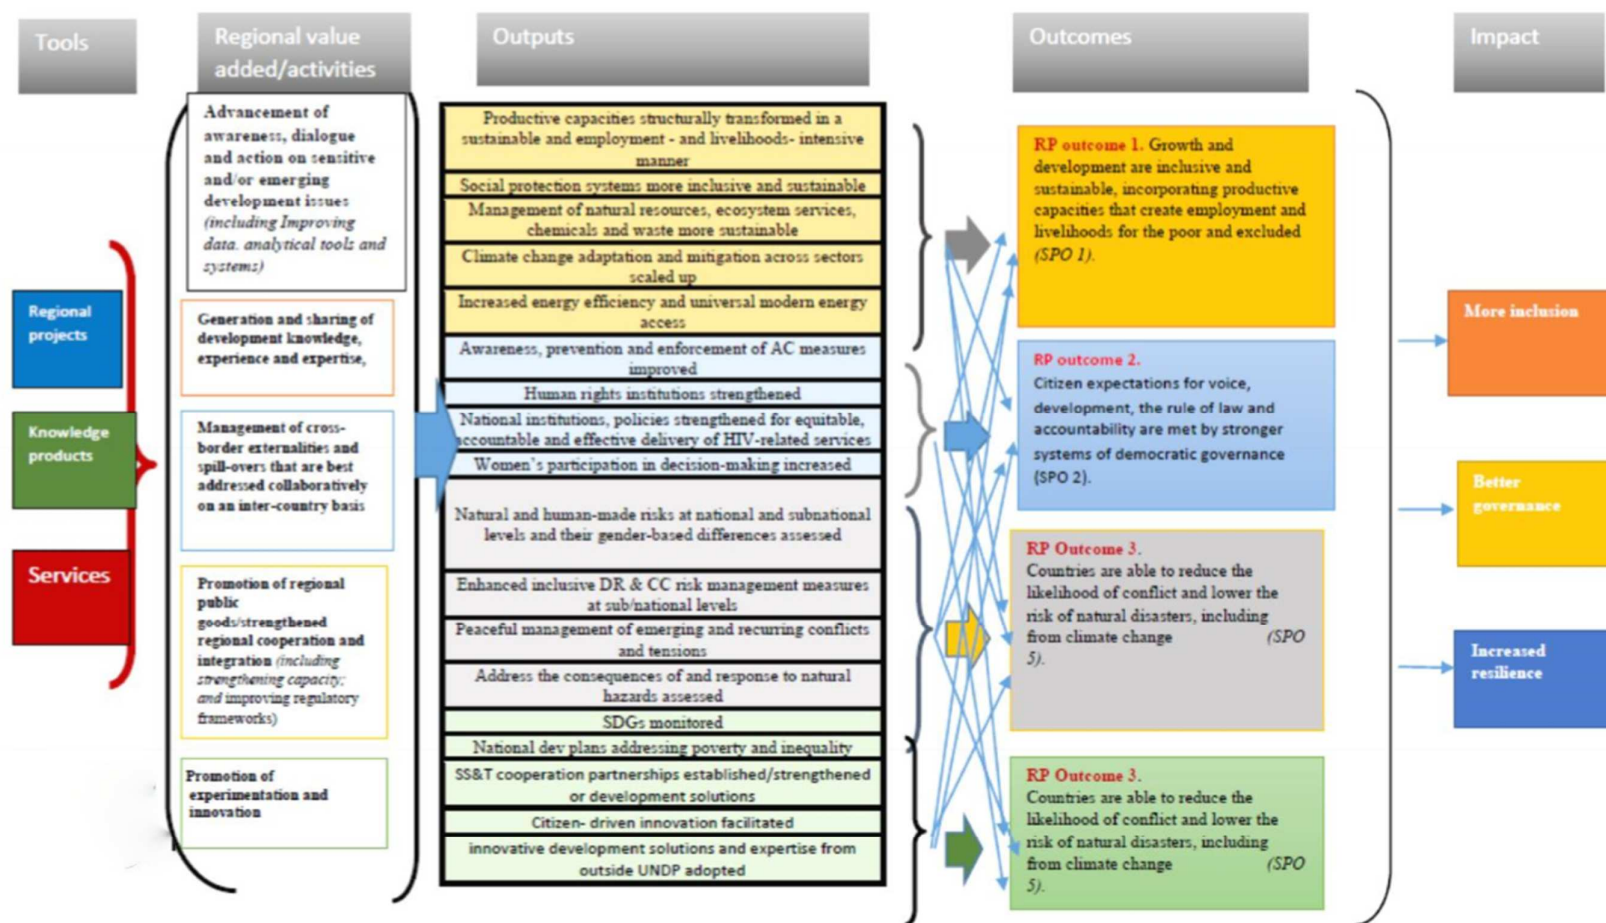 Tools
Regional value
added/activities
Outputs
Outcomes
Impact
Regional
projects
Knowledge
products
Services
Advancement of
awareness, dialogue
and action on sensitive
and/or emerging
development issues
(including Improving
data. analytical tools and
systems)
Generation and sharing of
development knowledge,
experience and expertise,
Management of cross-
border externalities and
spill-overs that are best
addressed collaboratively
on an inter-country basis
Promotion of regional
public
goods/strengthened
regional cooperation and
integration (including
strengthening capacity;
and improving regulatory
frameworks)
Promotion of
experimentation and
innovation
Productive capacities structurally transformed in a
sustainable and employment - and livelihoods- intensive
manner
Social protection systems more inclusive and sustainable
Management of natural resources, ecosystem services,
chemicals and waste more sustainable
Climate change adaptation and mitigation across sectors
scaled up
Increased energy efficiency and universal modern energy
access
Awareness, prevention and enforcement of AC measures
improved
Human rights institutions strengthened
National institutions, policies strengthened for equitable,
accountable and effective delivery of HIV-related services
Women's participation in decision-making increased
Natural and human-made risks at national and subnational
levels and their gender-based differences assessed
Enhanced inclusive DR & CC risk management measures
at sub/national levels
Peaceful management of emerging and recurring conflicts
and tensions
Address the consequences of and response to natural
hazards assessed
SDGs monitored
National dev plans addressing poverty and inequality
SS&T cooperation partnerships established/strengthened
or development solutions
Citizen- driven innovation facilitated
innovative development solutions and expertise from
outside UNDP adopted
RP outcome 1. Growth and
development are inclusive and
sustainable, incorporating productive
capacities that create employment and
livelihoods for the poor and excluded
(SPO 1).
RP outcome 2.
Citizen expectations for voice,
development, the rule of law and
accountability are met by stronger
systems of democratic governance
(SPO 2).
RP Outcome 3.
Countries are able to reduce the
likelihood of conflict and lower the
risk of natural disasters, including
from climate change (SPO
5).
RP Outcome 3.
Countries are able to reduce the
likelihood of conflict and lower the
risk of natural disasters, including
from climate change (SPO
5).
More inclusion
Better
governance
Increased
resilience